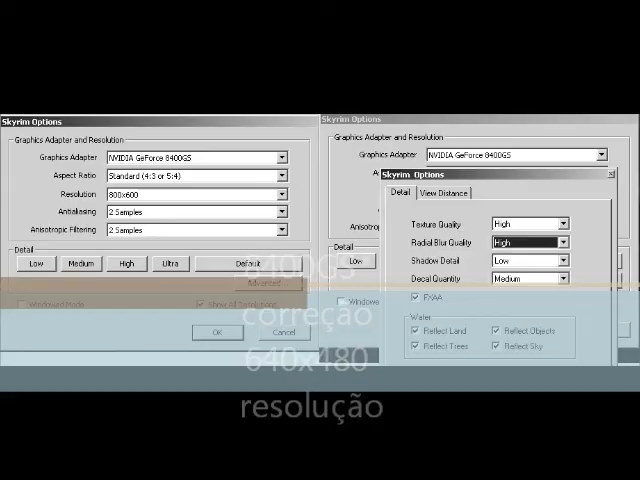 Skyrim Options
Graphics Adapter and Resolution
Graphics Adapter NVIDIA GeForce 8400GS
Aspect Ratio Standard (4:3 or 5:4)
Resolution 800x600
Antialiasing 2 Samples
Anisotropic Filtering 2 Samples
Detail
Low Medium High Ultra Default
Advanced
Windowed Mode Show All Resolutions
OK Cancel
Skyrim Options
Graphics Adapter and Resolution
Graphics Adapter NVIDIA GeForce 8400GS
A
Anisot
Detail
Low
Windowe
Skyrim Options
Detail View Distance
Texture Quality High
Radial Blur Quality High
Shadow Detail Low
Decal Quantity Medium
FXAA
Water
Reflect Land Reflect Objects
Reflect Trees Reflect Sky
8400GS
correção
640x480
resolução